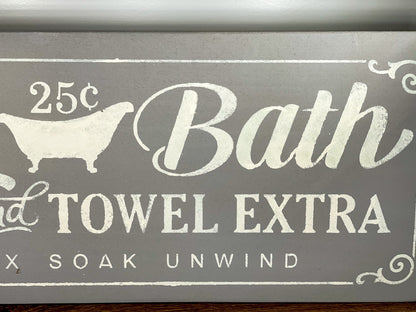 25¢ Bath
TOWEL EXTRA
SOAK UNWIND